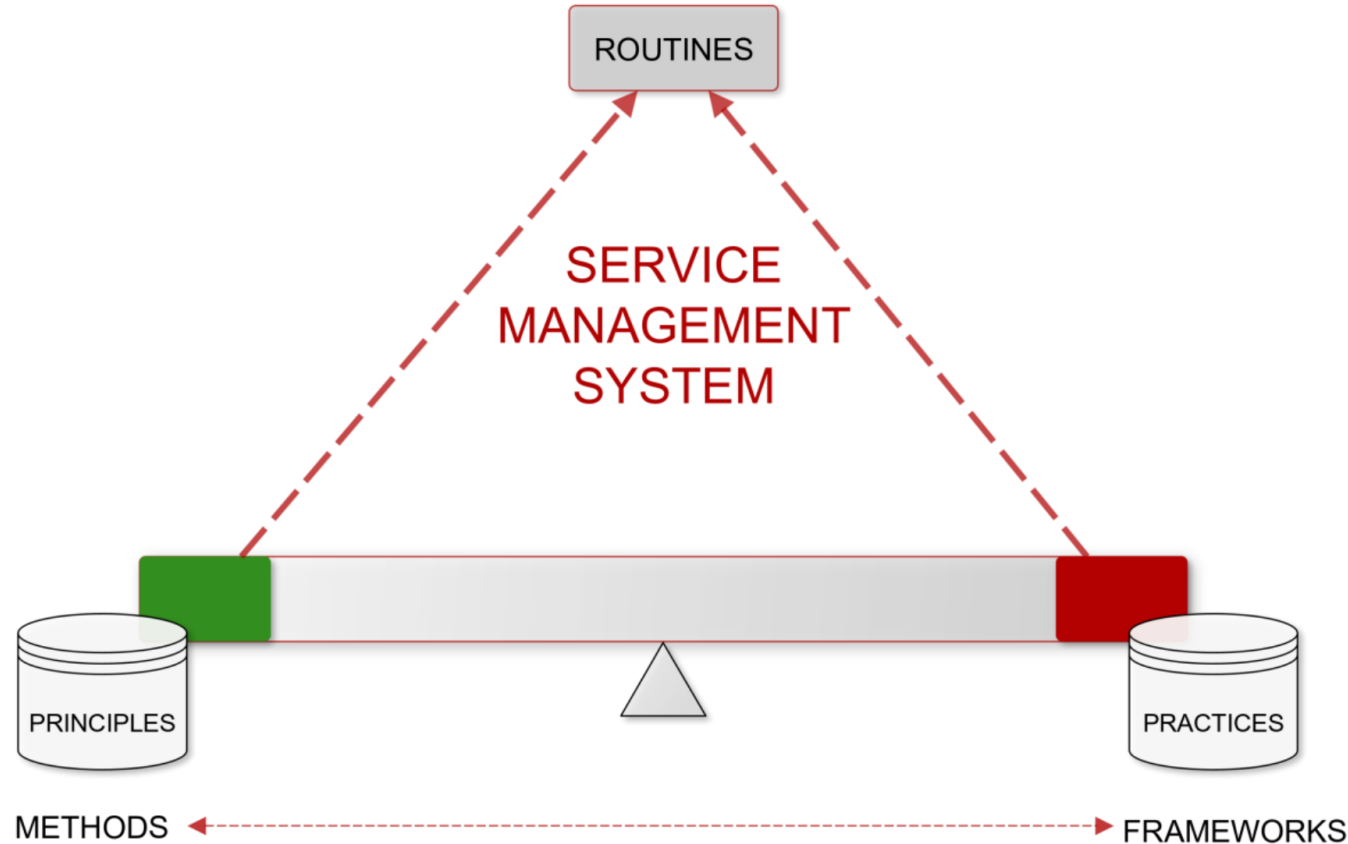 ROUTINES
SERVICE
MANAGEMENT
SYSTEM
PRINCIPLES
PRACTICES
METHODS
FRAMEWORKS